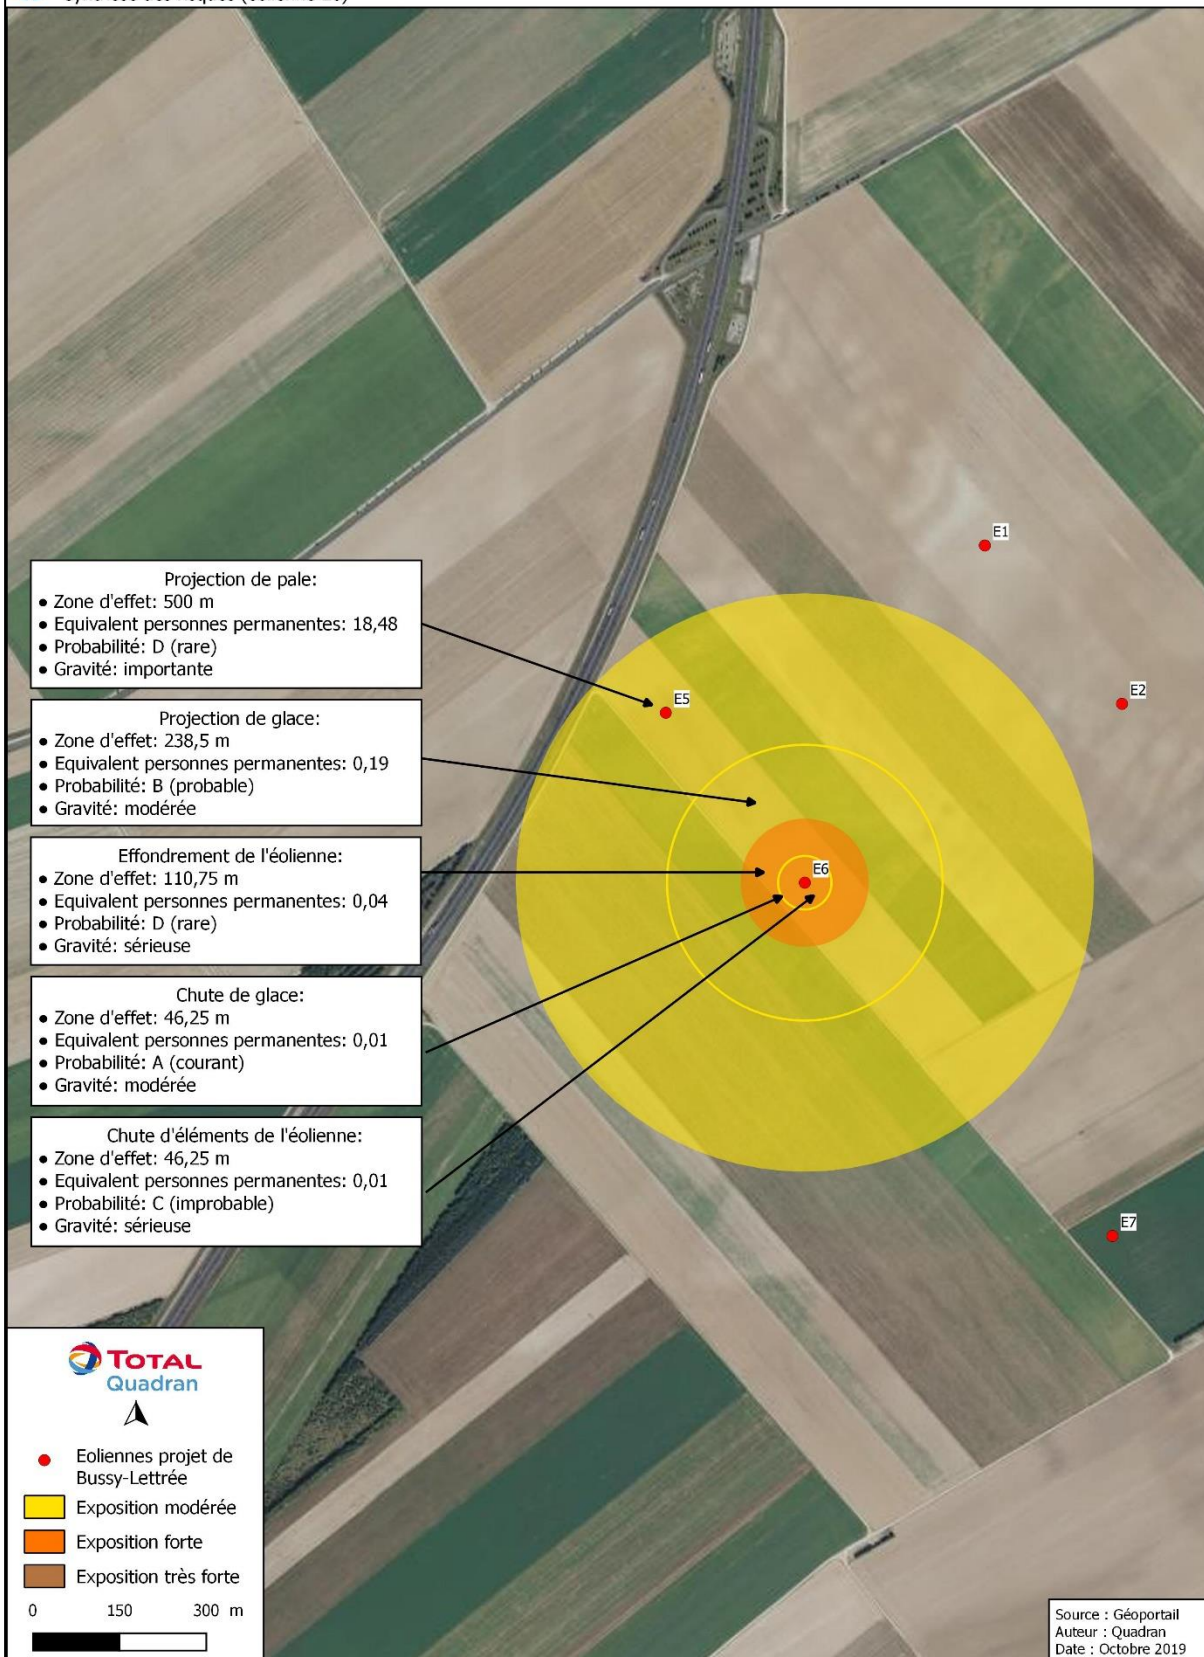 Projection de pale:
● Zone d'effet: 500 m
● Equivalent personnes permanentes: 18,48
● Probabilité: D (rare)
● Gravité: importante
Projection de glace:
● Zone d'effet: 238,5 m
● Equivalent personnes permanentes: 0,19
● Probabilité: B (probable)
● Gravité: modérée
Effondrement de l'éolienne:
● Zone d'effet: 110,75 m
● Equivalent personnes permanentes: 0,04
● Probabilité: D (rare)
● Gravité: sérieuse
Chute de glace:
● Zone d'effet: 46,25 m
● Equivalent personnes permanentes: 0,01
● Probabilité: A (courant)
● Gravité: modérée
Chute d'éléments de l'éolienne:
● Zone d'effet: 46,25 m
● Equivalent personnes permanentes: 0,01
● Probabilité: C (improbable)
● Gravité: sérieuse
E1
E2
E5
E6
E7
TOTAL
Quadran
Eoliennes projet de
Bussy-Lettrée
Exposition modérée
Exposition forte
Exposition très forte
0 150 300 m
Source : Géoportail
Auteur : Quadran
Date : Octobre 2019